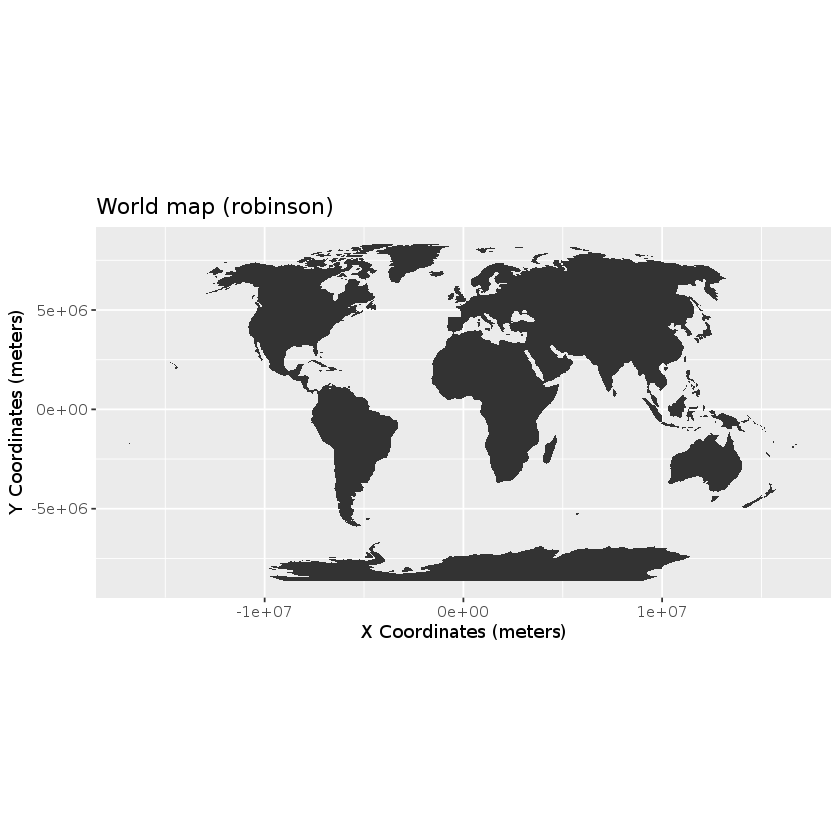 World map (robinson)
5e+06
0e+00
-5e+06
Y Coordinates (meters)
-1e+07
0e+00
1e+07
X Coordinates (meters)